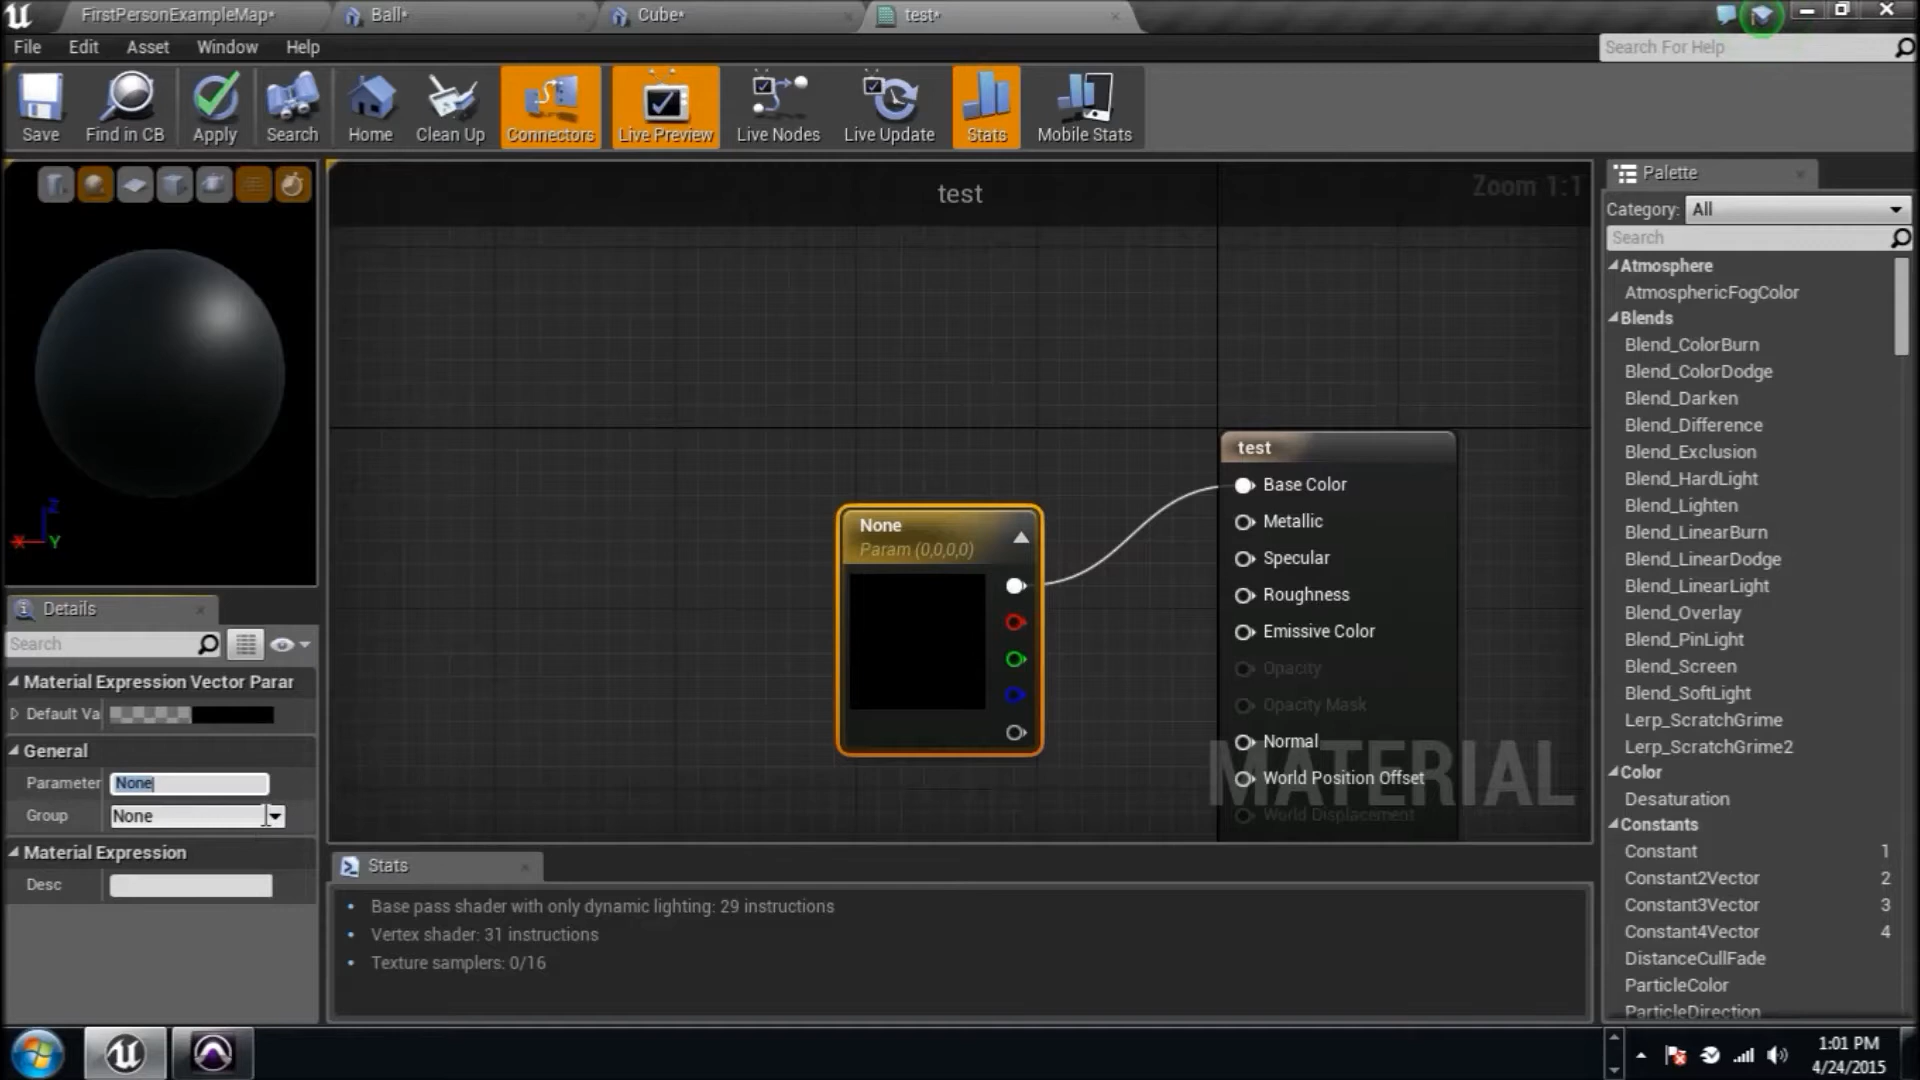 FirstPersonExampleMap*
Ball*
Cube*
test*
File Edit Asset Window Help
Search For Help
Save
Find in CB
Apply
Search
Home
Clean Up
Connectors
Live Preview
Live Nodes
Live Update
Stats
Mobile Stats
test
Zoom 1:1
Z
X
Y
Details
Search
Material Expression Vector Parar
Default Va
General
Parameter None
Group None
Material Expression
Desc
None
Param (0,0,0,0)
test
Base Color
Metallic
Specular
Roughness
Emissive Color
Opacity
Opacity Mask
Normal
World Position Offset
World Displacement
MATERIAL
Stats
Base pass shader with only dynamic lighting: 29 instructions
Vertex shader: 31 instructions
Texture samplers: 0/16
Palette
Category: All
Search
Atmosphere
AtmosphericFogColor
Blends
Blend_ColorBurn
Blend_ColorDodge
Blend_Darken
Blend_Difference
Blend_Exclusion
Blend_HardLight
Blend_Lighten
Blend_LinearBurn
Blend_LinearDodge
Blend_LinearLight
Blend_Overlay
Blend_PinLight
Blend_Screen
Blend_SoftLight
Lerp_ScratchGrime
Lerp_ScratchGrime2
Color
Desaturation
Constants
Constant 1
Constant2Vector 2
Constant3Vector 3
Constant4Vector 4
DistanceCullFade
ParticleColor
ParticleDirection
1:01 PM
4/24/2015